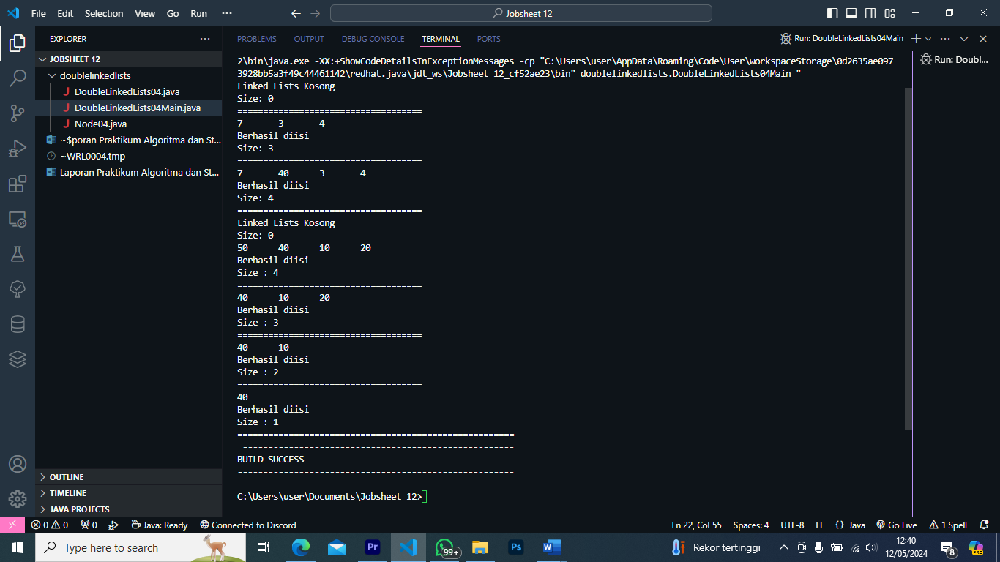 File Edit Selection View Go Run ··· Jobsheet 12
EXPLORER ···
JOBSHEET 12
doublelinkedlists
DoubleLinkedLists04.java
DoubleLinkedLists04Main.java
Node04.java
~$poran Praktikum Algoritma dan St...
~WRL0004.tmp
Laporan Praktikum Algoritma dan St...
OUTLINE
TIMELINE
JAVA PROJECTS
PROBLEMS OUTPUT DEBUG CONSOLE TERMINAL PORTS Run: DoubleLinkedLists04Main ···
Run: Doubl...
2\bin\java.exe -XX:+ShowCodeDetailsInExceptionMessages -cp "C:\Users\user\AppData\Roaming\Code\User\workspaceStorage\0d2635ae097
3928bb5a3f49c44461142\redhat.java\jdt_ws\Jobsheet 12_cf52ae23\bin" doublelinkedlists.DoubleLinkedLists04Main "
Linked Lists Kosong
Size: 0
====================================
7 3 4
Berhasil diisi
Size: 3
====================================
7 40 3 4
Berhasil diisi
Size: 4
====================================
Linked Lists Kosong
Size: 0
50 40 10 20
Berhasil diisi
Size : 4
====================================
40 10 20
Berhasil diisi
Size : 3
====================================
40 10
Berhasil diisi
Size : 2
====================================
40
Berhasil diisi
Size : 1
======================================================
-----------------------------------------------------
BUILD SUCCESS
------------------------------------------------------
C:\Users\user\Documents\Jobsheet 12>
0 0 0 Java: Ready Connected to Discord Ln 22, Col 55 Spaces: 4 UTF-8 LF {} Java Go Live 1 Spell
Type here to search Pr 99+ Ps W Rekor tertinggi 12:40
12/05/2024 8 PRE